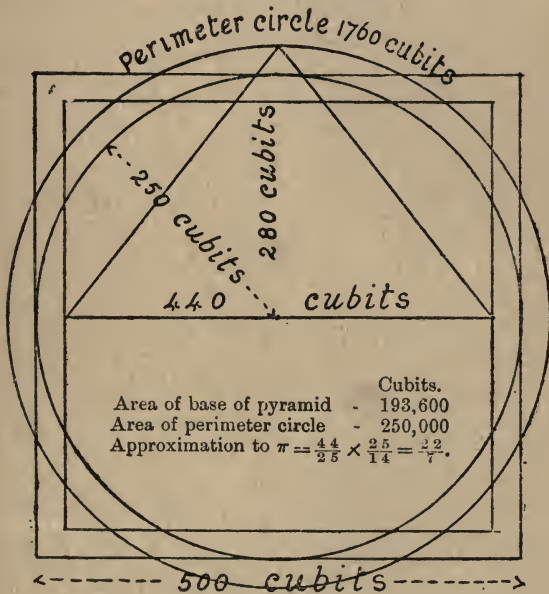 Perimeter circle 1760 cubits
280 cubits
250 cubits
440 cubits
Cubits.
Area of base of pyramid - 193,600
Area of perimeter circle - 250,000
Approximation to π = 44/25 × 25/14 = 22/7.
500 cubits